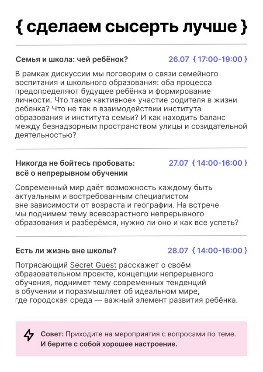 { сделаем сысерть лучше }
Семья и школа: чей ребёнок? 26.07 { 17:00-19:00 }
В рамках дискуссии мы поговорим о связи семейного
воспитания и школьного образования: оба процесса
предопределяют будущее ребёнка и формирование
личности. Что такое «активное» участие родителя в жизни
ребенка? Что не так в взаимодействии института
образования и института семьи? И как находить баланс
между безнадзорным пространством улицы и созидательной
деятельностью?
Никогда не бойтесь пробовать: 27.07 { 14:00-16:00 }
всё о непрерывном обучении
Современный мир даёт возможность каждому быть
актуальным и востребованным специалистом
вне зависимости от возраста и географии. На встрече
мы поднимем тему всевозрастного непрерывного
образования и разберёмся, нужно ли оно и как все успеть?
Есть ли жизнь вне школы? 28.07 { 14:00-16:00 }
Потрясающий Secret Guest расскажет о своём
образовательном проекте, концепции непрерывного
обучения, поднимет тему современных тенденций
в обучении и поразмышляет об идеальном мире,
где городская среда — важный элемент развития ребёнка.
Совет: Приходите на мероприятия с вопросами по теме.
И берите с собой хорошее настроение.